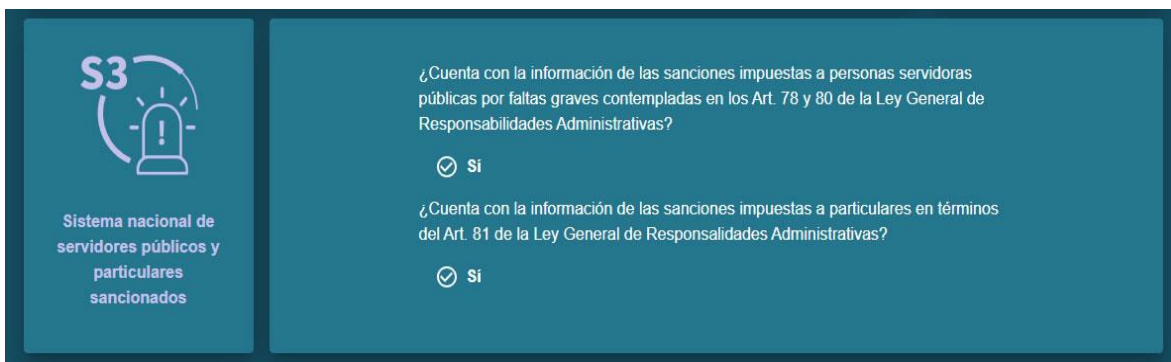 S3
Sistema nacional de
servidores públicos y
particulares
sancionados
¿Cuenta con la información de las sanciones impuestas a personas servidoras
públicas por faltas graves contempladas en los Art. 78 y 80 de la Ley General de
Responsabilidades Administrativas?
Sí
¿Cuenta con la información de las sanciones impuestas a particulares en términos
del Art. 81 de la Ley General de Responsalidades Administrativas?
Sí